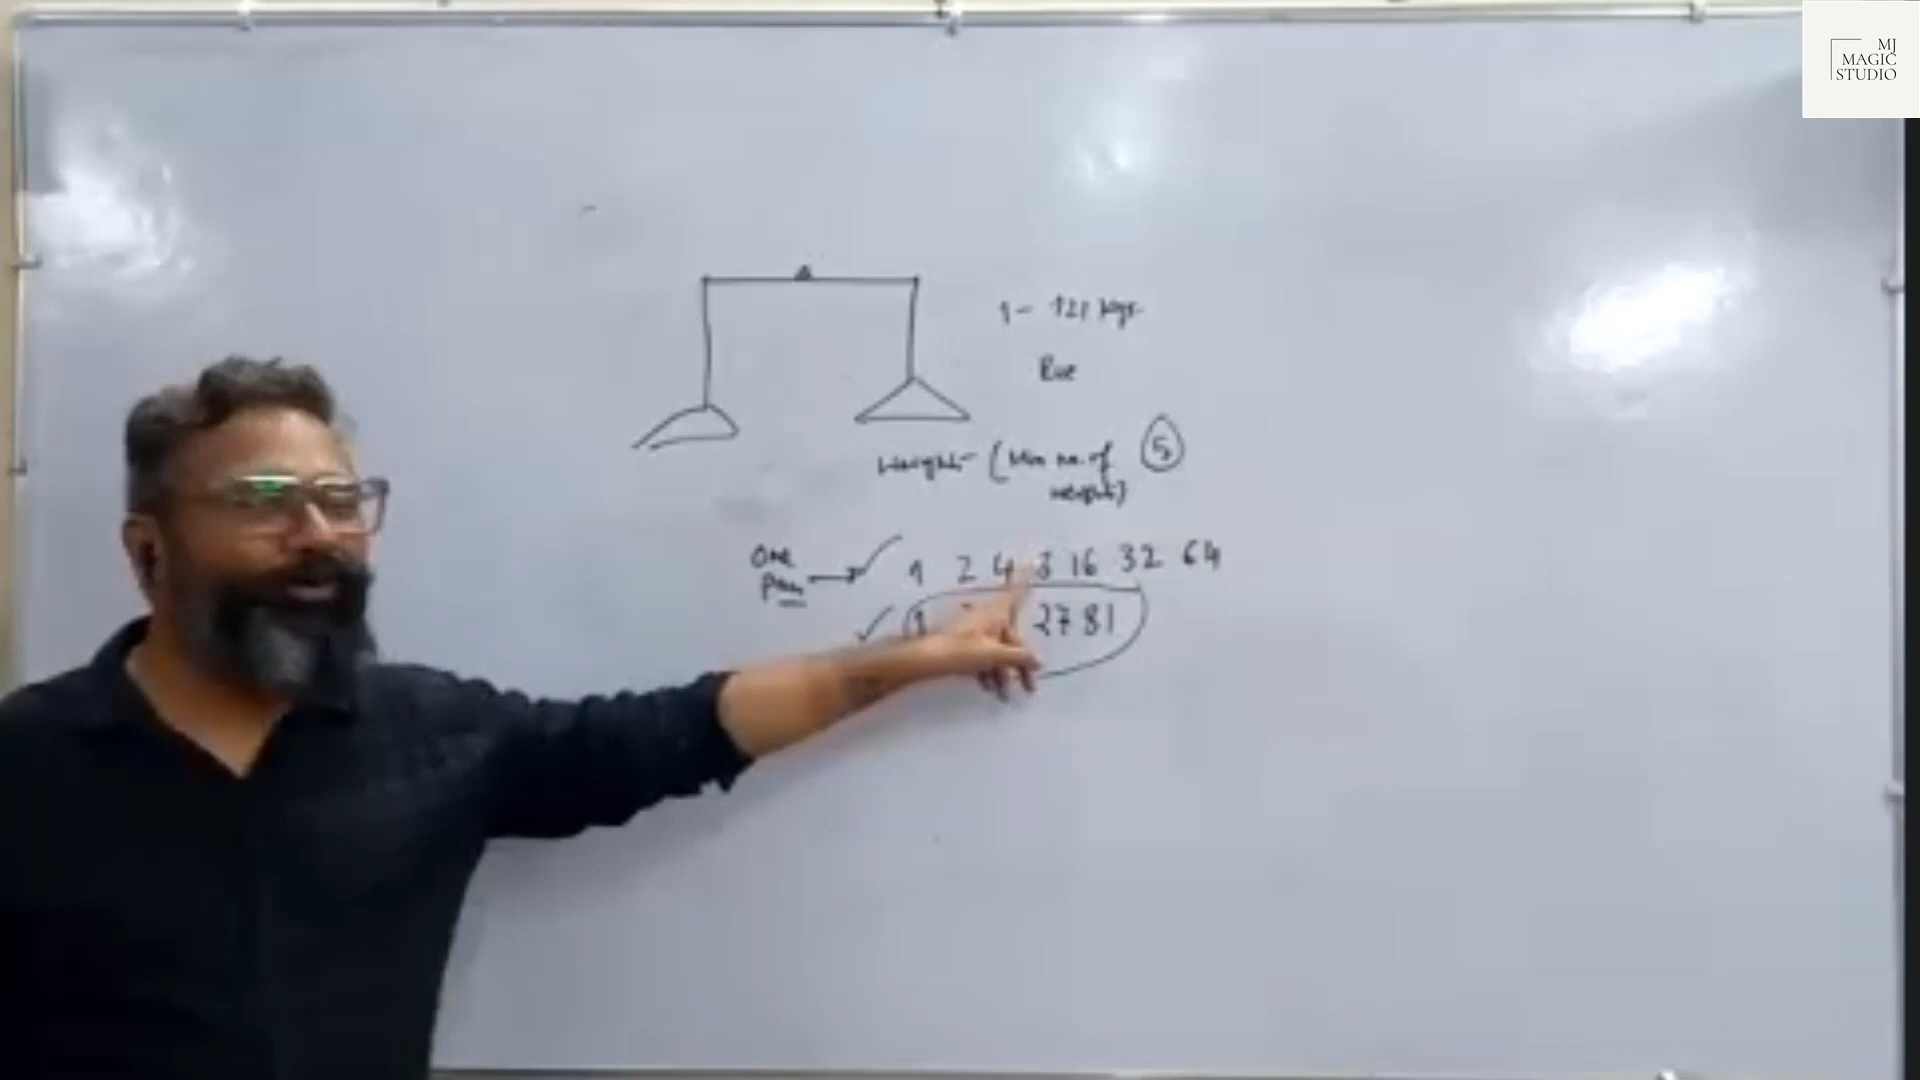 MJ
MAGIC
STUDIO
1 - 121 kgs
Rice
Weights (Min no. of 5
weights)
One
Pan
1 2 4 8 16 32 64
1 27 81